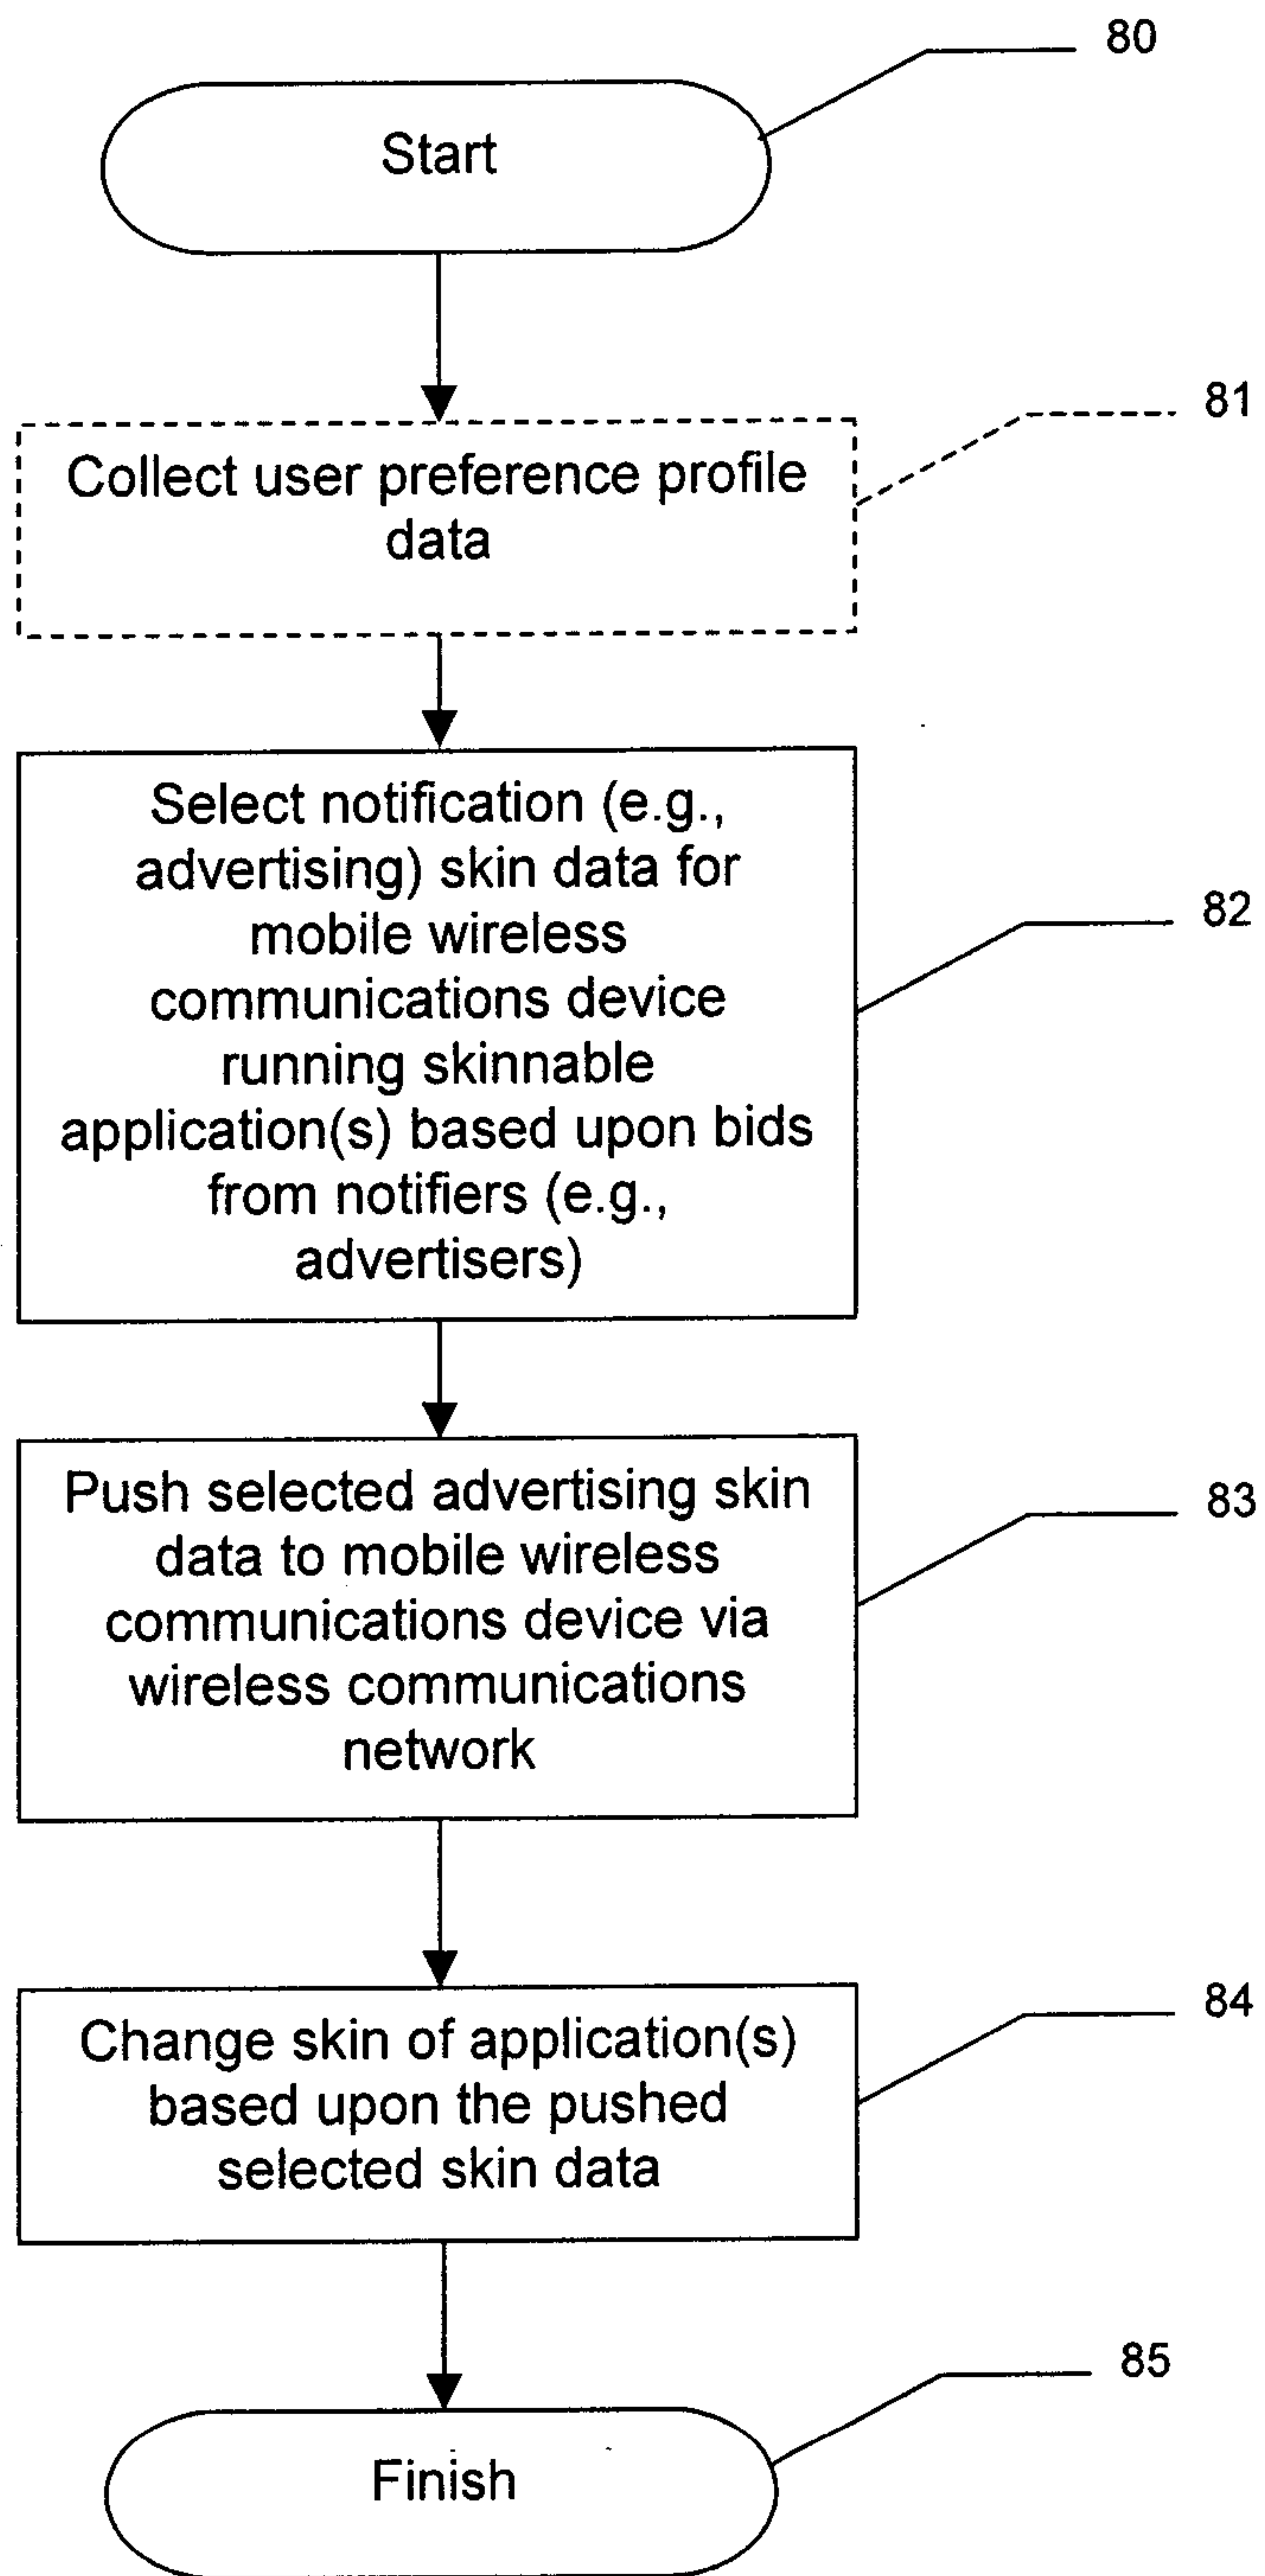 80
Start
81
Collect user preference profile
data
Select notification (e.g.,
advertising) skin data for
mobile wireless
communications device
running skinnable
application(s) based upon bids
from notifiers (e.g.,
advertisers)
82
Push selected advertising skin
data to mobile wireless
communications device via
wireless communications
network
83
Change skin of application(s)
based upon the pushed
selected skin data
84
85
Finish